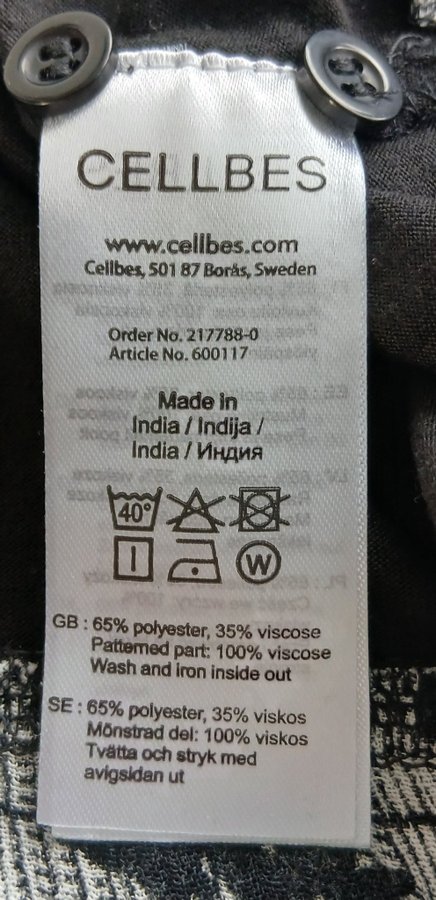 CELLBES
www.cellbes.com
Cellbes, 501 87 Borås, Sweden
Order No. 217788-0
Article No. 600117
Made in
India / Indija /
India / Индия
40°
W
GB : 65% polyester, 35% viscose
Patterned part: 100% viscose
Wash and iron inside out
SE : 65% polyester, 35% viskos
Mönstrad del: 100% viskos
Tvätta och stryk med
avigsidan ut